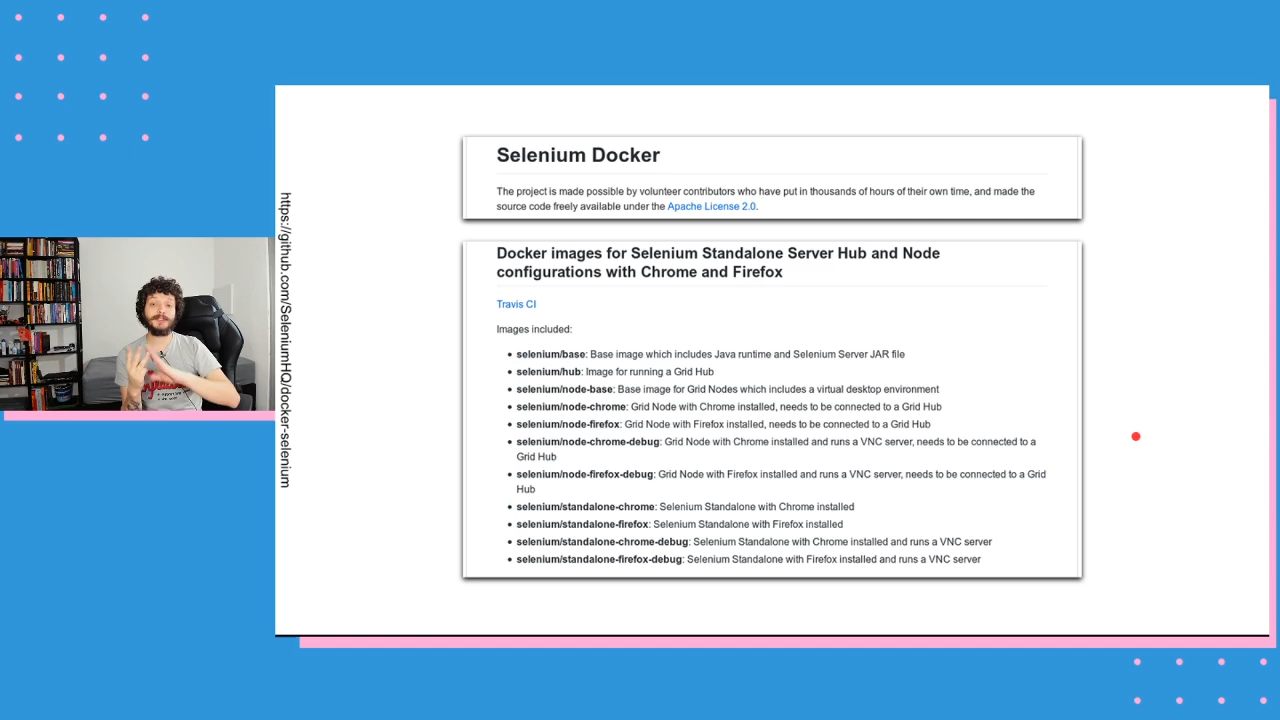 Selenium Docker
The project is made possible by volunteer contributors who have put in thousands of hours of their own time, and made the
source code freely available under the Apache License 2.0.
Docker images for Selenium Standalone Server Hub and Node
configurations with Chrome and Firefox
Travis CI
Images included:
• selenium/base: Base image which includes Java runtime and Selenium Server JAR file
• selenium/hub: Image for running a Grid Hub
• selenium/node-base: Base image for Grid Nodes which includes a virtual desktop environment
• selenium/node-chrome: Grid Node with Chrome installed, needs to be connected to a Grid Hub
• selenium/node-firefox: Grid Node with Firefox installed, needs to be connected to a Grid Hub
• selenium/node-chrome-debug: Grid Node with Chrome installed and runs a VNC server, needs to be connected to a
Grid Hub
• selenium/node-firefox-debug: Grid Node with Firefox installed and runs a VNC server, needs to be connected to a Grid
Hub
• selenium/standalone-chrome: Selenium Standalone with Chrome installed
• selenium/standalone-firefox: Selenium Standalone with Firefox installed
• selenium/standalone-chrome-debug: Selenium Standalone with Chrome installed and runs a VNC server
• selenium/standalone-firefox-debug: Selenium Standalone with Firefox installed and runs a VNC server
https://github.com/SeleniumHQ/docker-selenium